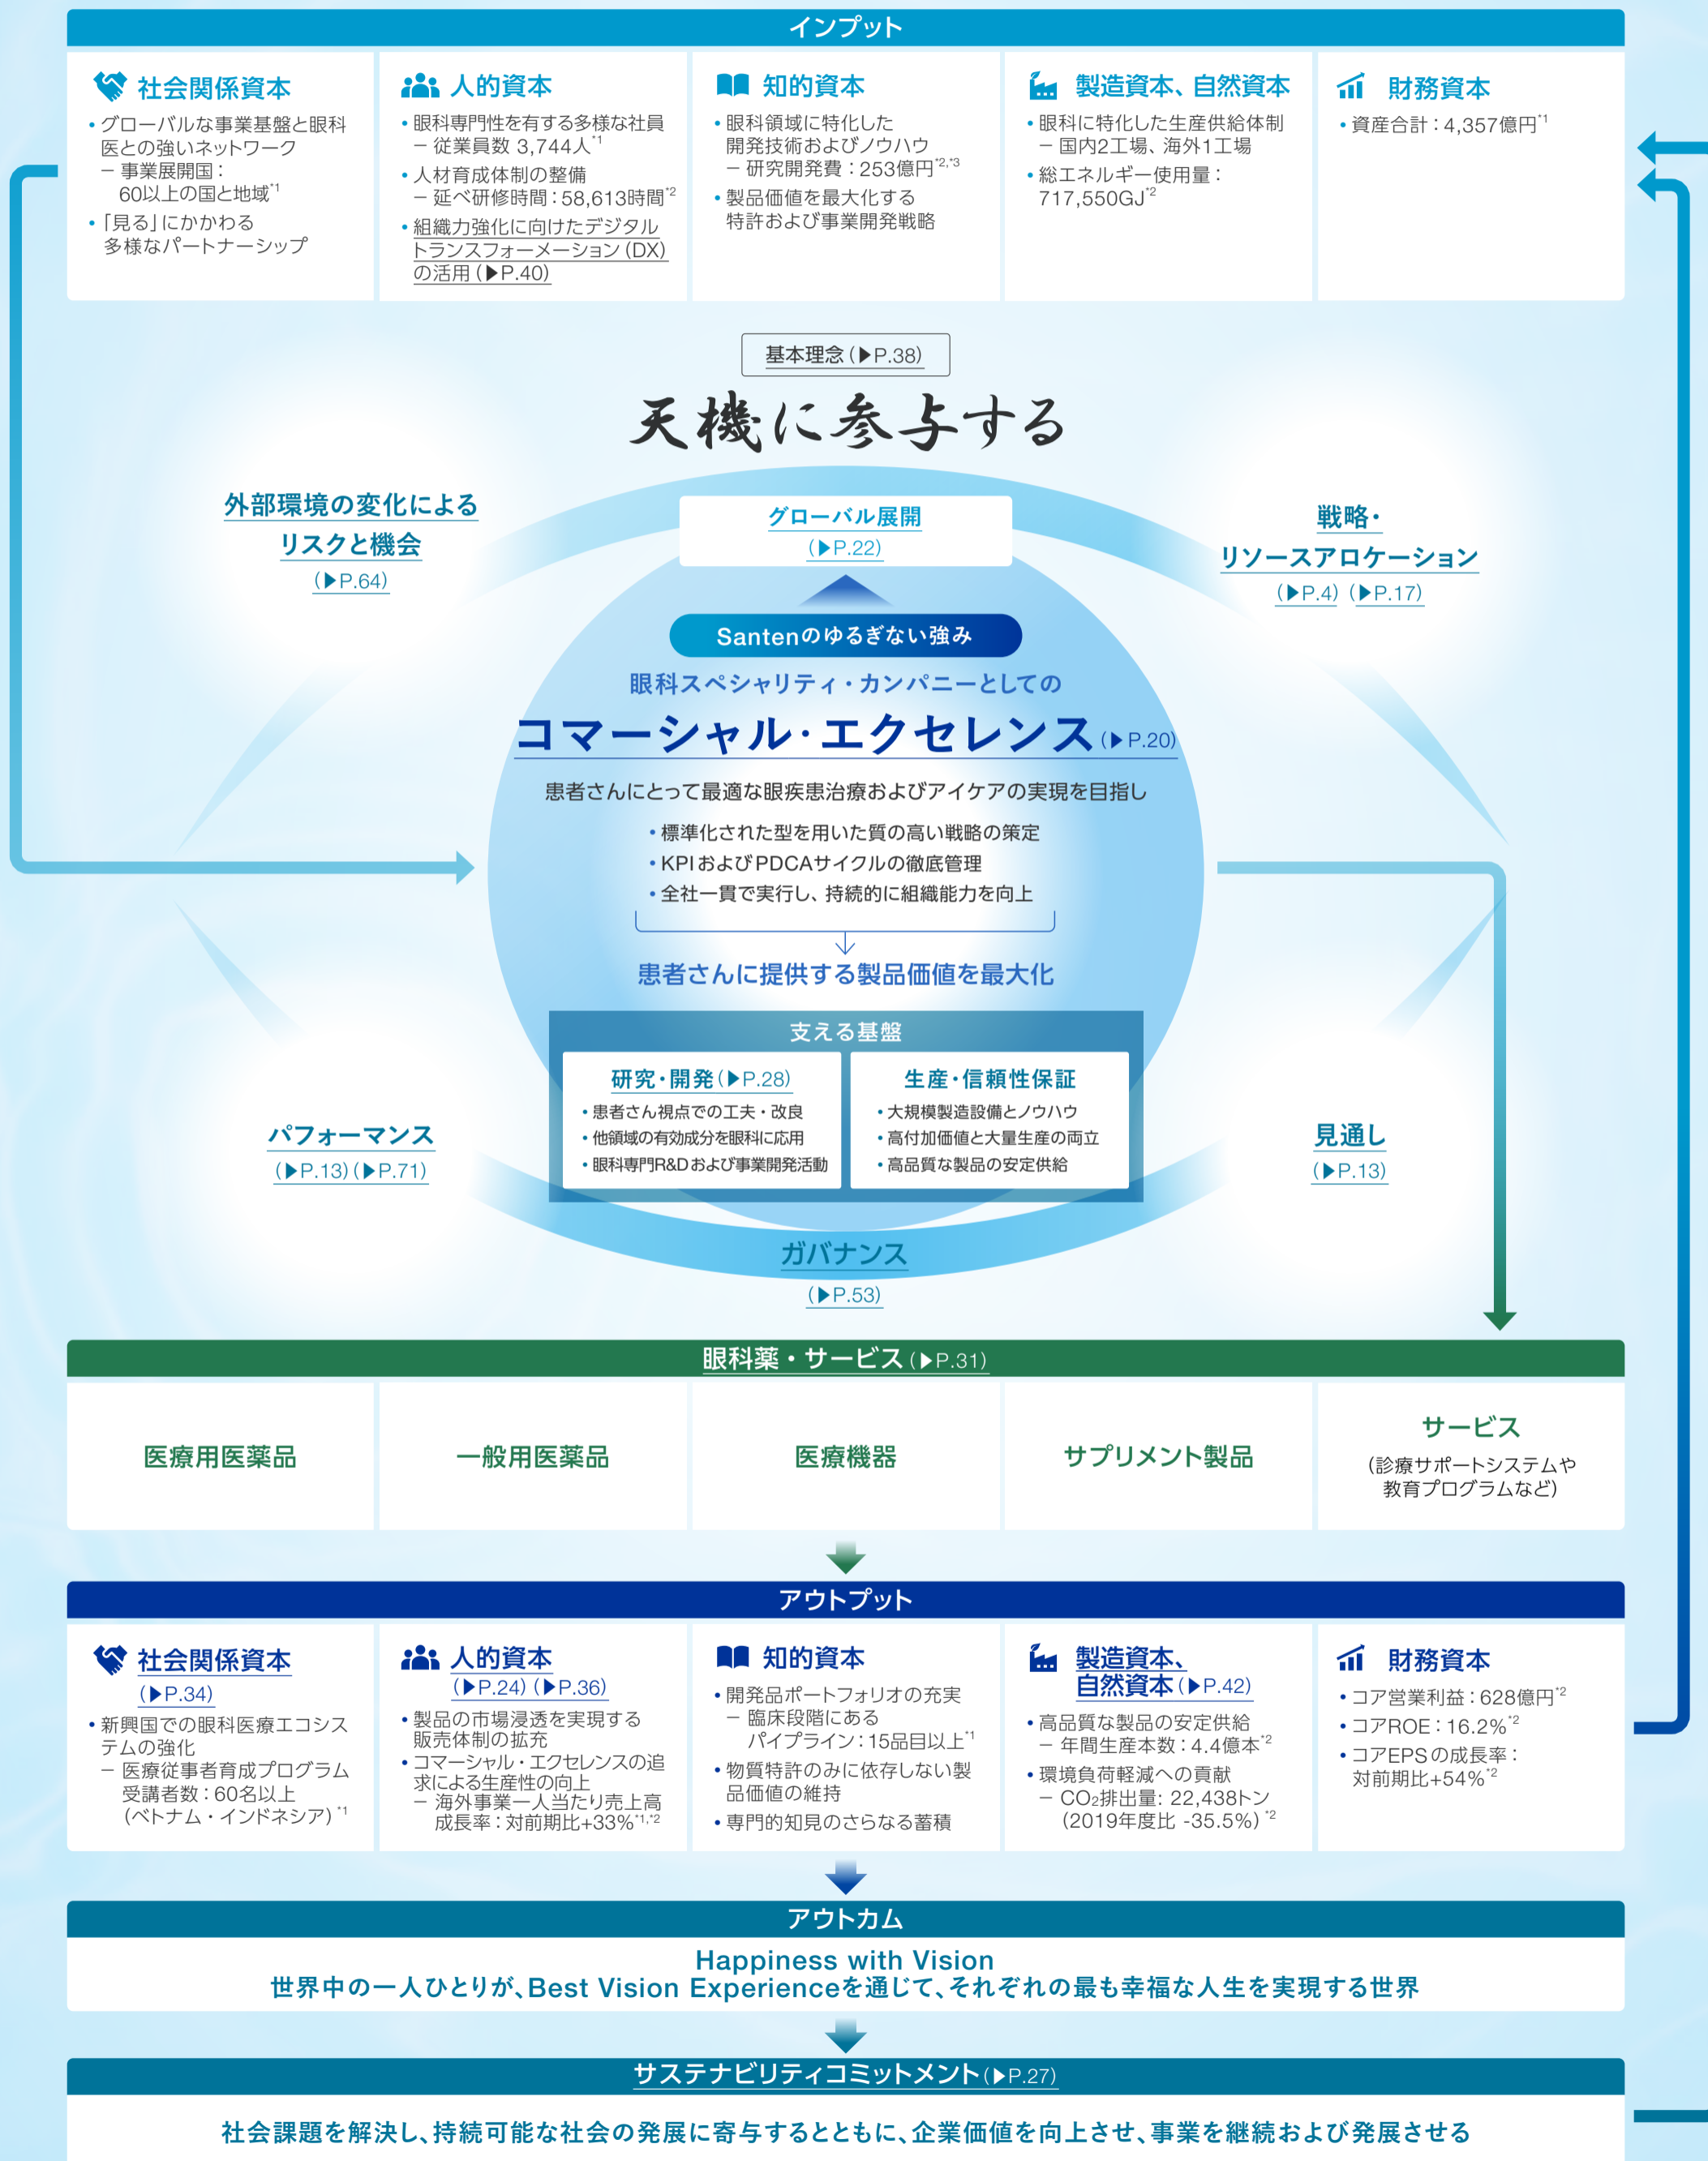 インプット
社会関係資本
・グローバルな事業基盤と眼科
医との強いネットワーク
− 事業展開国：
60以上の国と地域*1
・「見る」にかかわる
多様なパートナーシップ
人的資本
・眼科専門性を有する多様な社員
− 従業員数 3,744人*1
・人材育成体制の整備
− 延べ研修時間：58,613時間*2
・組織力強化に向けたデジタル
トランスフォーメーション（DX）
の活用（▶P.40）
知的資本
・眼科領域に特化した
開発技術およびノウハウ
− 研究開発費：253億円*2,*3
・製品価値を最大化する
特許および事業開発戦略
製造資本、自然資本
・眼科に特化した生産供給体制
− 国内2工場、海外1工場
・総エネルギー使用量：
717,550GJ*2
財務資本
・資産合計：4,357億円*1
基本理念（▶P.38）
天機に参与する
外部環境の変化による
リスクと機会
（▶P.64）
グローバル展開
（▶P.22）
戦略・
リソースアロケーション
（▶P.4）（▶P.17）
Santenのゆるぎない強み
眼科スペシャリティ・カンパニーとしての
コマーシャル・エクセレンス（▶P.20）
患者さんにとって最適な眼疾患治療およびアイケアの実現を目指し
・標準化された型を用いた質の高い戦略の策定
・KPIおよびPDCAサイクルの徹底管理
・全社一貫で実行し、持続的に組織能力を向上
患者さんに提供する製品価値を最大化
支える基盤
研究・開発（▶P.28）
・患者さん視点での工夫・改良
・他領域の有効成分を眼科に応用
・眼科専門R&Dおよび事業開発活動
生産・信頼性保証
・大規模製造設備とノウハウ
・高付加価値と大量生産の両立
・高品質な製品の安定供給
パフォーマンス
（▶P.13）（▶P.71）
見通し
（▶P.13）
ガバナンス
（▶P.53）
眼科薬・サービス（▶P.31）
医療用医薬品
一般用医薬品
医療機器
サプリメント製品
サービス
（診療サポートシステムや
教育プログラムなど）
アウトプット
社会関係資本
（▶P.34）
・新興国での眼科医療エコシス
テムの強化
− 医療従事者育成プログラム
受講者数：60名以上
（ベトナム・インドネシア）*1
人的資本
（▶P.24）（▶P.36）
・製品の市場浸透を実現する
販売体制の拡充
・コマーシャル・エクセレンスの追
求による生産性の向上
− 海外事業一人当たり売上高
成長率：対前期比+33%*1,*2
知的資本
・開発品ポートフォリオの充実
− 臨床段階にある
パイプライン：15品目以上*1
・物質特許のみに依存しない製
品価値の維持
・専門的知見のさらなる蓄積
製造資本、
自然資本（▶P.42）
・高品質な製品の安定供給
− 年間生産本数：4.4億本*2
・環境負荷軽減への貢献
− CO₂排出量: 22,438トン
（2019年度比 -35.5%）*2
財務資本
・コア営業利益：628億円*2
・コアROE：16.2%*2
・コアEPSの成長率：
対前期比+54%*2
アウトカム
Happiness with Vision
世界中の一人ひとりが、Best Vision Experienceを通じて、それぞれの最も幸福な人生を実現する世界
サステナビリティコミットメント（▶P.27）
社会課題を解決し、持続可能な社会の発展に寄与するとともに、企業価値を向上させ、事業を継続および発展させる